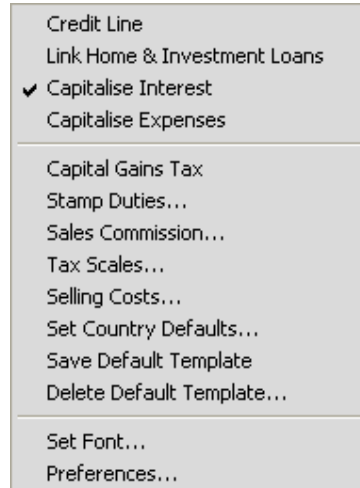 Credit Line
Link Home & Investment Loans
Capitalise Interest
Capitalise Expenses
Capital Gains Tax
Stamp Duties...
Sales Commission...
Tax Scales...
Selling Costs...
Set Country Defaults...
Save Default Template
Delete Default Template...
Set Font...
Preferences...